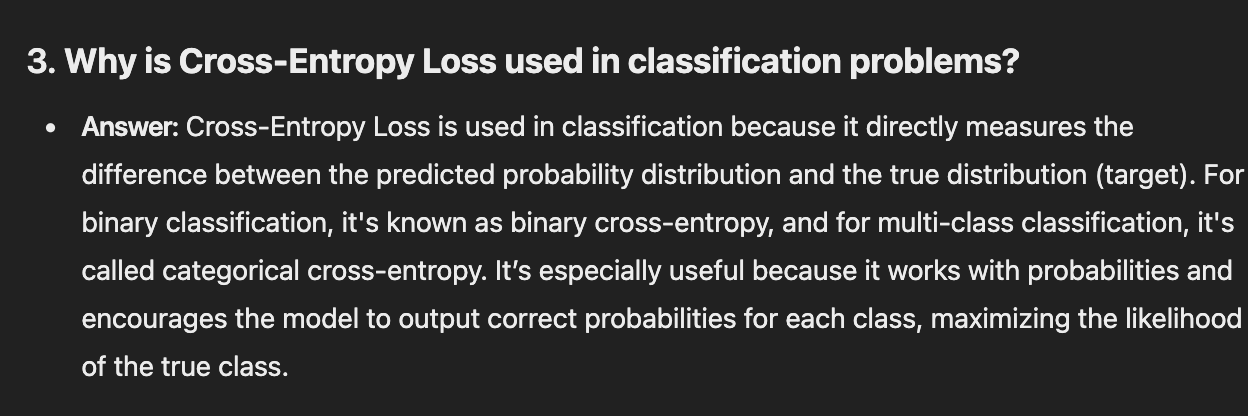 3. Why is Cross-Entropy Loss used in classification problems?
• Answer: Cross-Entropy Loss is used in classification because it directly measures the
difference between the predicted probability distribution and the true distribution (target). For
binary classification, it's known as binary cross-entropy, and for multi-class classification, it's
called categorical cross-entropy. It’s especially useful because it works with probabilities and
encourages the model to output correct probabilities for each class, maximizing the likelihood
of the true class.